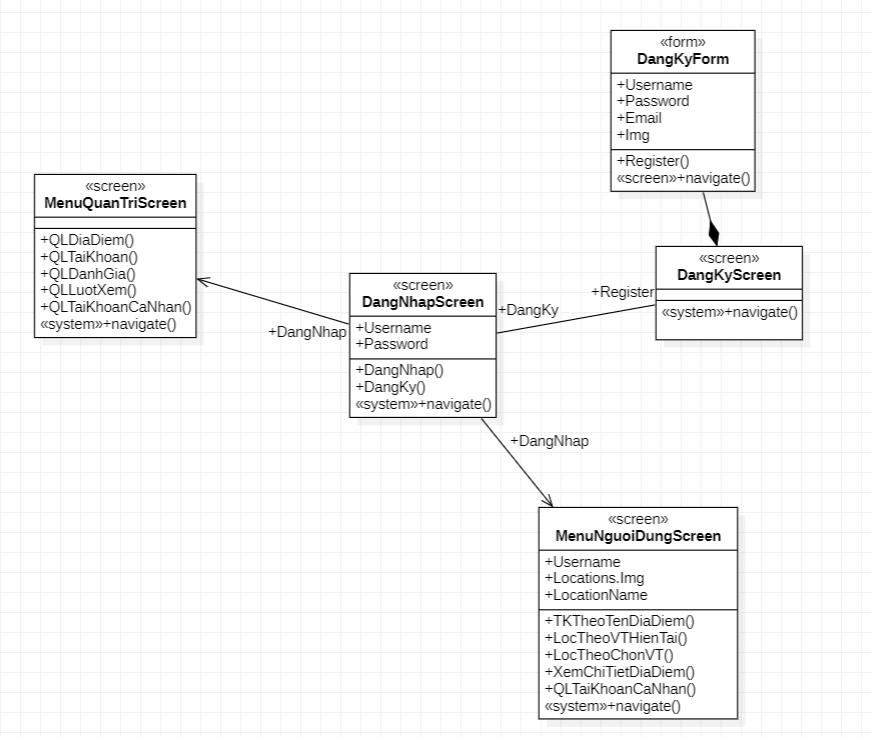 «form»
DangKyForm
+Username
+Password
+Email
+Img
+Register()
«screen»+navigate()
«screen»
MenuQuanTriScreen
+QLDiaDiem()
+QLTaiKhoan()
+QLDanhGia()
+QLLuotXem()
+QLTaiKhoanCaNhan()
«system»+navigate()
«screen»
DangKyScreen
«system»+navigate()
+Register
+DangKy
+DangNhap
«screen»
DangNhapScreen
+Username
+Password
+DangNhap()
+DangKy()
«system»+navigate()
+DangNhap
«screen»
MenuNguoiDungScreen
+Username
+Locations.Img
+LocationName
+TKTheoTenDiaDiem()
+LocTheoVTHienTai()
+LocTheoChonVT()
+XemChiTietDiaDiem()
+QLTaiKhoanCaNhan()
«system»+navigate()